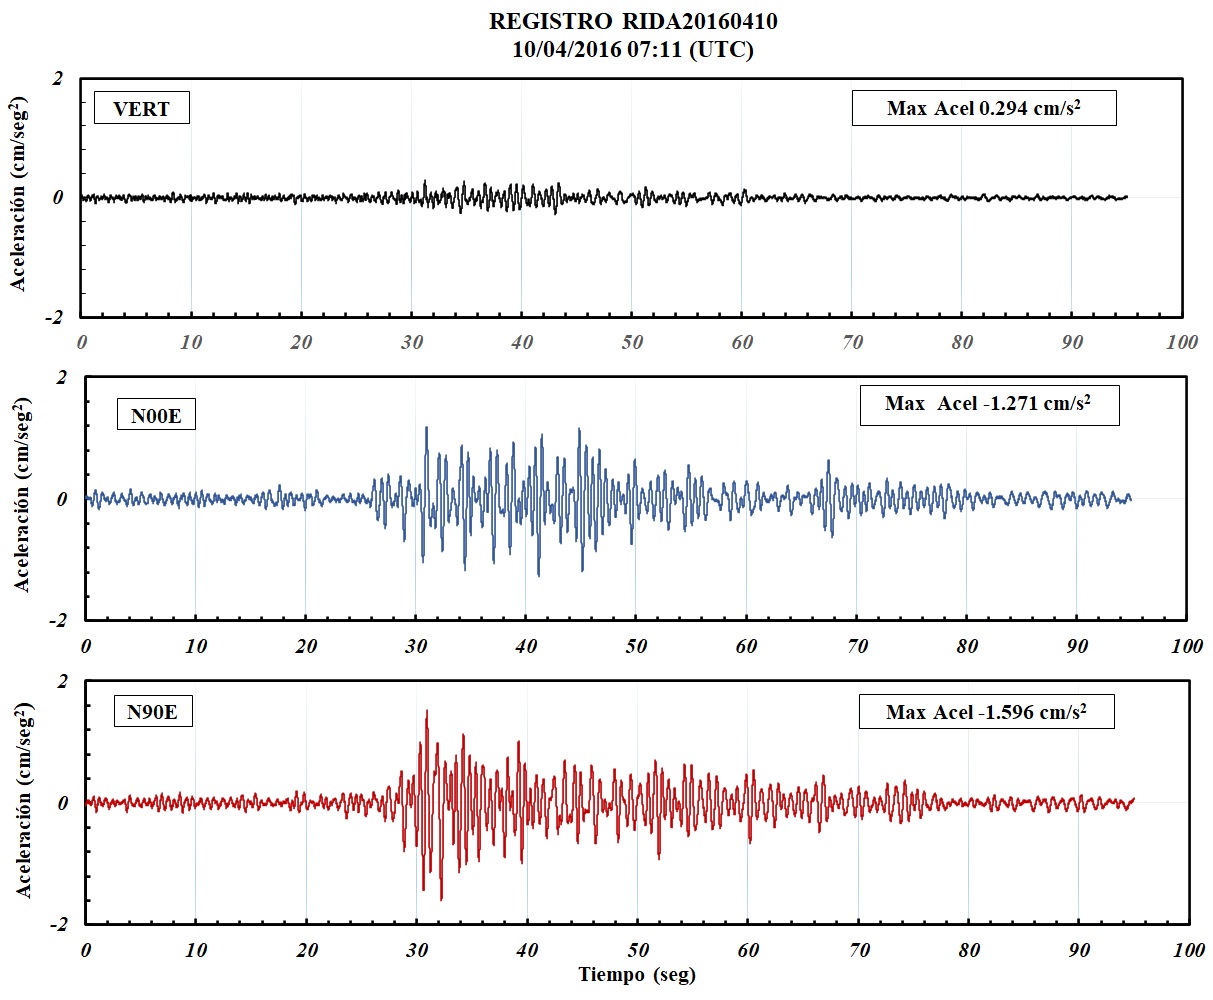 REGISTRO RIDA20160410
10/04/2016 07:11 (UTC)
Aceleración (cm/seg²)
2
0
-2
VERT
Max Acel 0.294 cm/s²
0 10 20 30 40 50 60 70 80 90 100
Aceleración (cm/seg²)
2
0
-2
N00E
Max Acel -1.271 cm/s²
0 10 20 30 40 50 60 70 80 90 100
Aceleración (cm/seg²)
2
0
-2
N90E
Max Acel -1.596 cm/s²
0 10 20 30 40 50 60 70 80 90 100
Tiempo (seg)